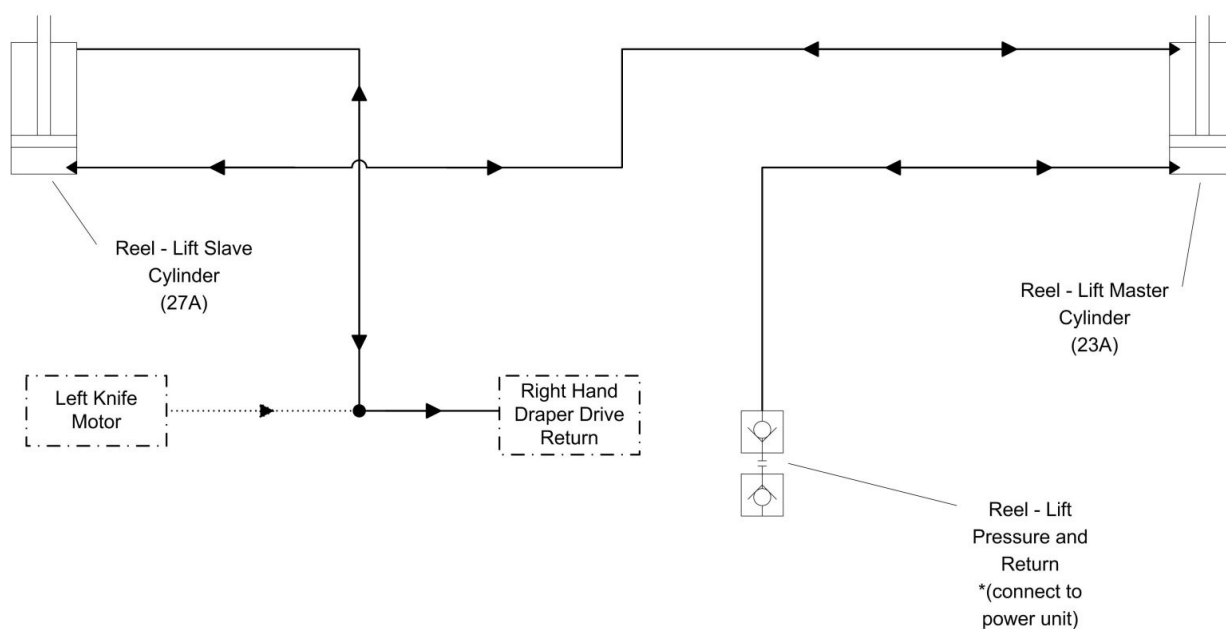 Reel - Lift Slave
Cylinder
(27A)
Reel - Lift Master
Cylinder
(23A)
Left Knife
Motor
Right Hand
Draper Drive
Return
Reel - Lift
Pressure and
Return
*(connect to
power unit)